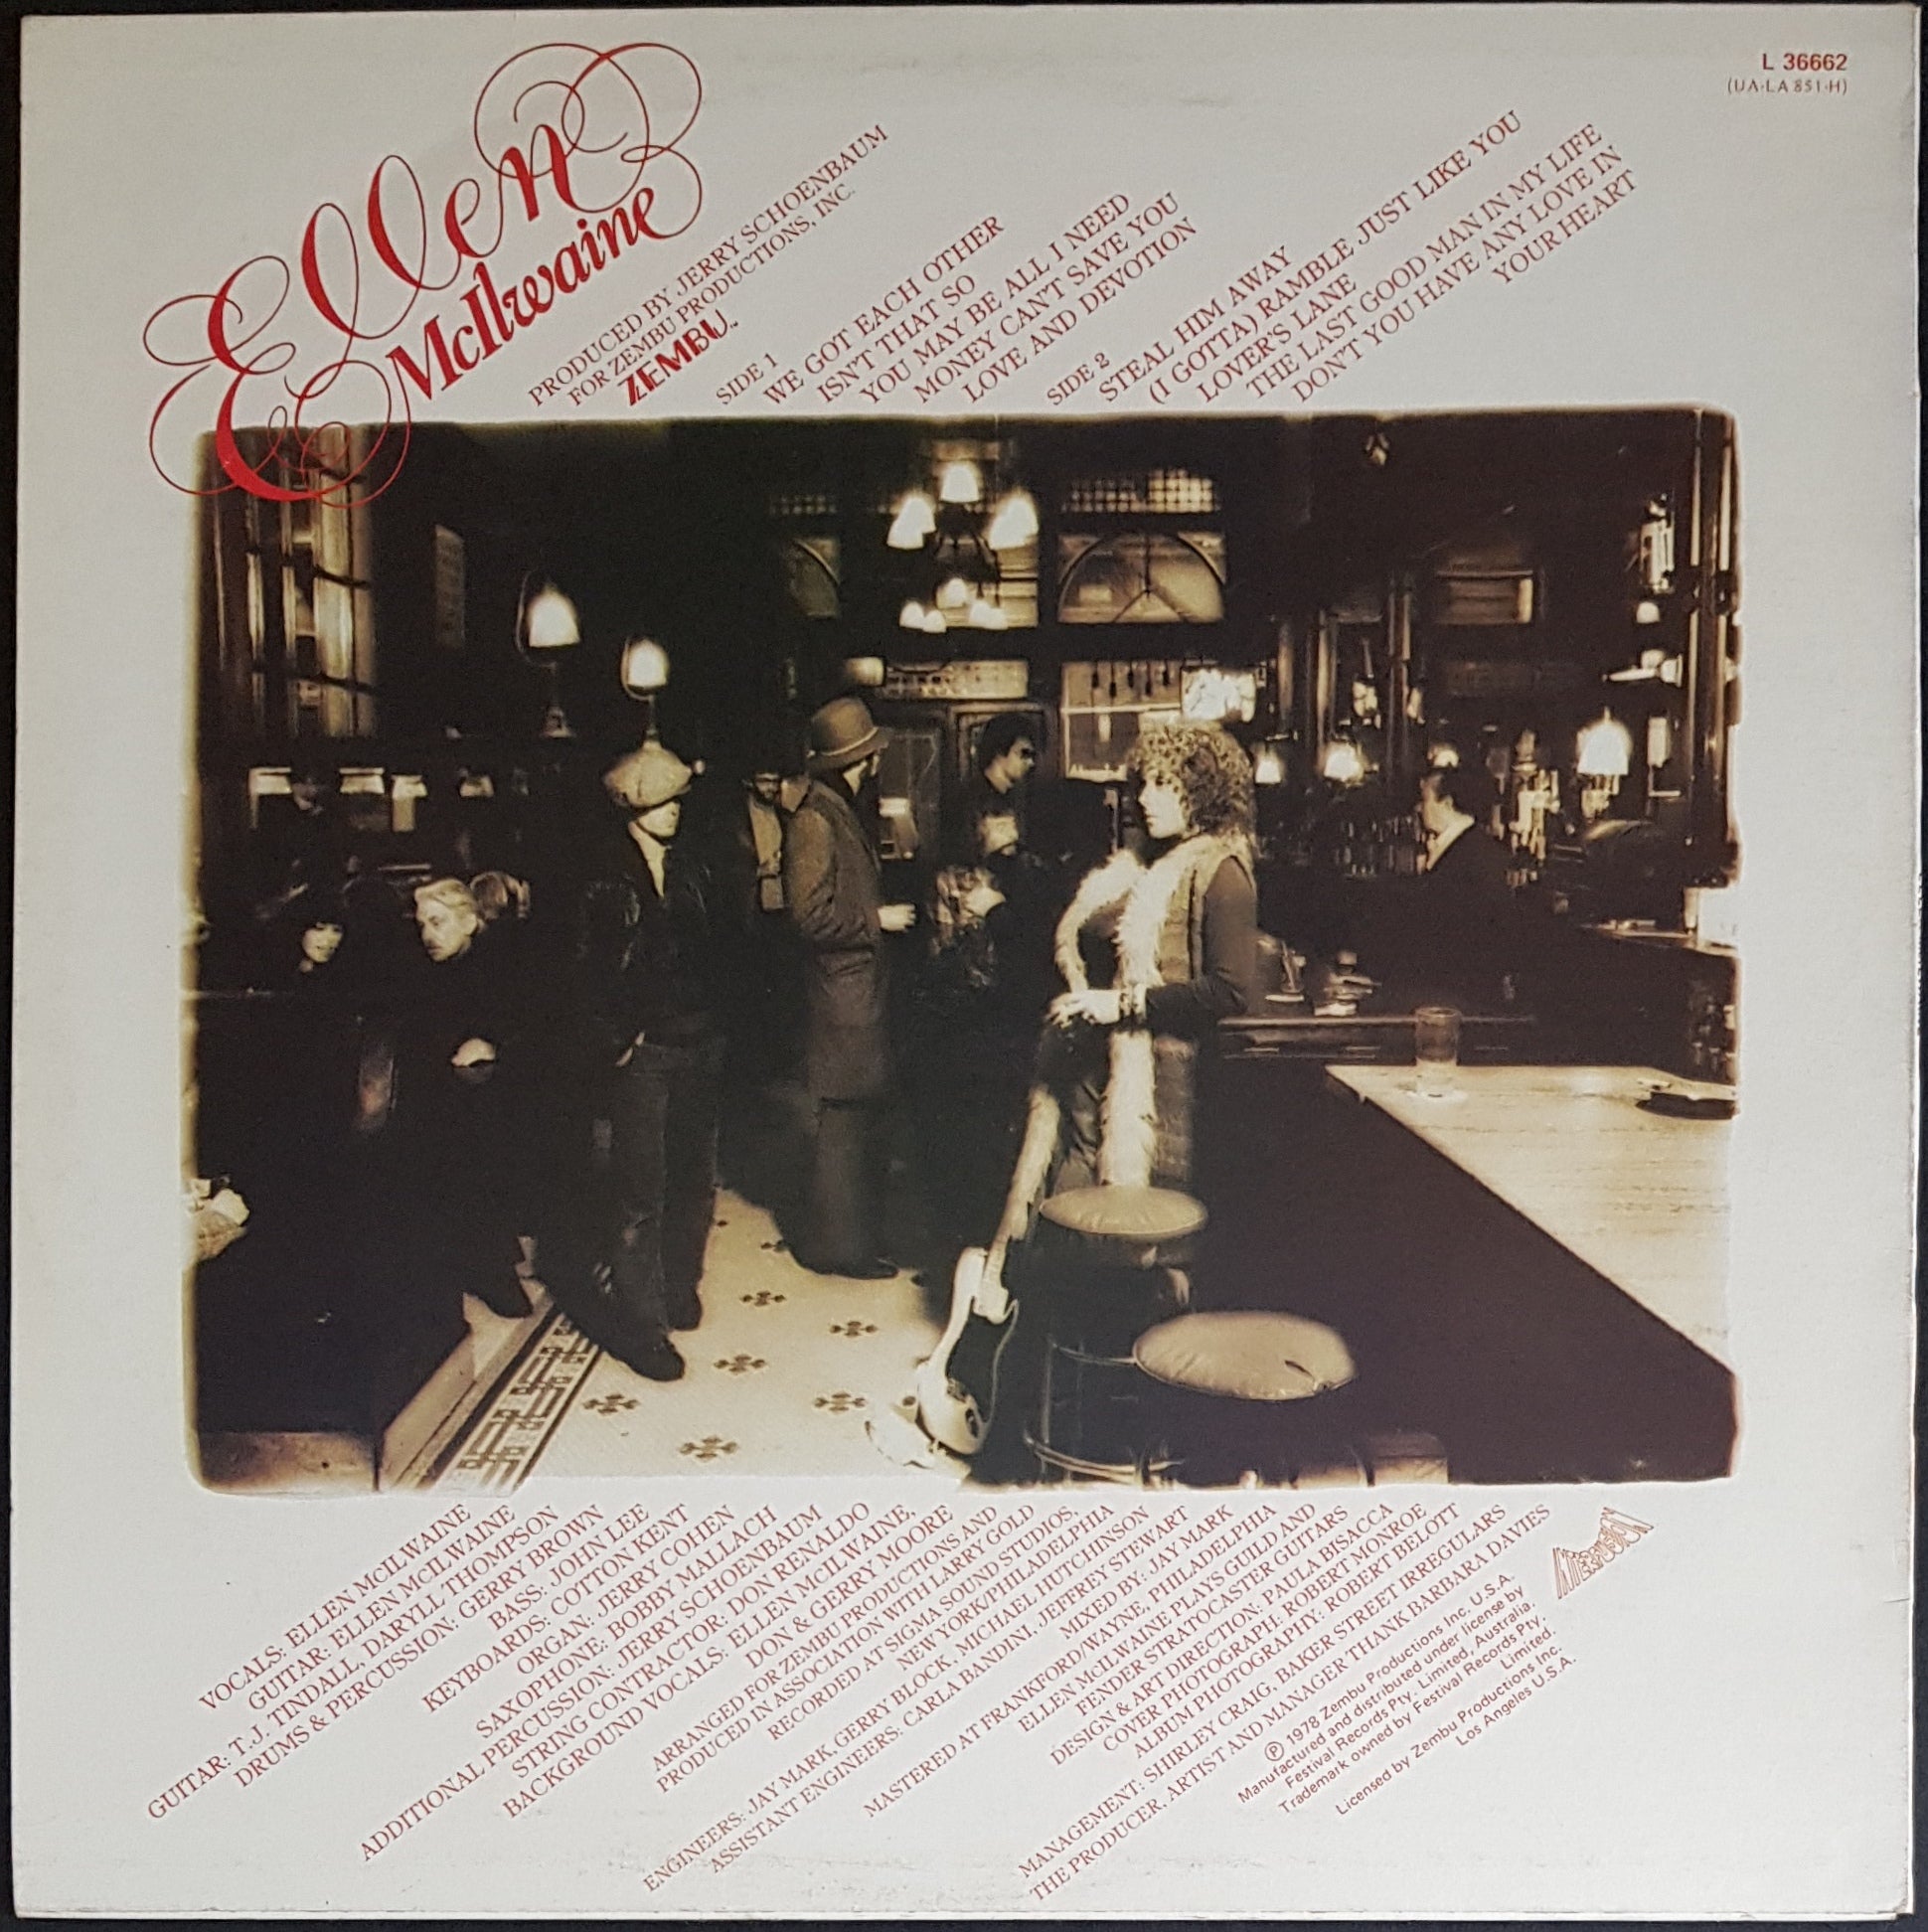 L 36662
(UA-LA 851-H)
Ellen
McIlwaine
PRODUCED BY JERRY SCHOENBAUM
FOR ZEMBU PRODUCTIONS, INC.
ZEMBU™
SIDE 1
WE GOT EACH OTHER
ISN'T THAT SO
YOU MAY BE ALL I NEED
MONEY CAN'T SAVE YOU
LOVE AND DEVOTION
SIDE 2
STEAL HIM AWAY
(I GOTTA) RAMBLE JUST LIKE YOU
LOVER'S LANE
THE LAST GOOD MAN IN MY LIFE
DON'T YOU HAVE ANY LOVE IN
YOUR HEART
VOCALS: ELLEN McILWAINE
GUITAR: ELLEN McILWAINE
GUITAR: T.J. TINDALL, DARYLL THOMPSON
DRUMS & PERCUSSION: GERRY BROWN
BASS: JOHN LEE
KEYBOARDS: COTTON KENT
ORGAN: JERRY COHEN
SAXOPHONE: BOBBY MALLACH
ADDITIONAL PERCUSSION: JERRY SCHOENBAUM
STRING CONTRACTOR: DON RENALDO
BACKGROUND VOCALS: ELLEN McILWAINE,
DON & GERRY MOORE
ARRANGED FOR ZEMBU PRODUCTIONS AND
PRODUCED IN ASSOCIATION WITH LARRY GOLD
RECORDED AT SIGMA SOUND STUDIOS,
NEW YORK/PHILADELPHIA
ENGINEERS: JAY MARK, GERRY BLOCK, MICHAEL HUTCHINSON
ASSISTANT ENGINEERS: CARLA BANDINI, JEFFREY STEWART
MIXED BY: JAY MARK
MASTERED AT FRANKFORD/WAYNE, PHILADELPHIA
ELLEN McILWAINE PLAYS GUILD AND
FENDER STRATOCASTER GUITARS
DESIGN & ART DIRECTION: PAULA BISACCA
COVER PHOTOGRAPH: ROBERT MONROE
ALBUM PHOTOGRAPHY: ROBERT BELOTT
MANAGEMENT: SHIRLEY CRAIG, BAKER STREET IRREGULARS
THE PRODUCER, ARTIST AND MANAGER THANK BARBARA DAVIES
Ⓟ 1978 Zembu Productions Inc. U.S.A.
Manufactured and distributed under license by
Festival Records Pty. Limited, Australia.
Trademark owned by Festival Records Pty.
Limited.
Licensed by Zembu Productions Inc.
Los Angeles U.S.A.
INTERFUSION